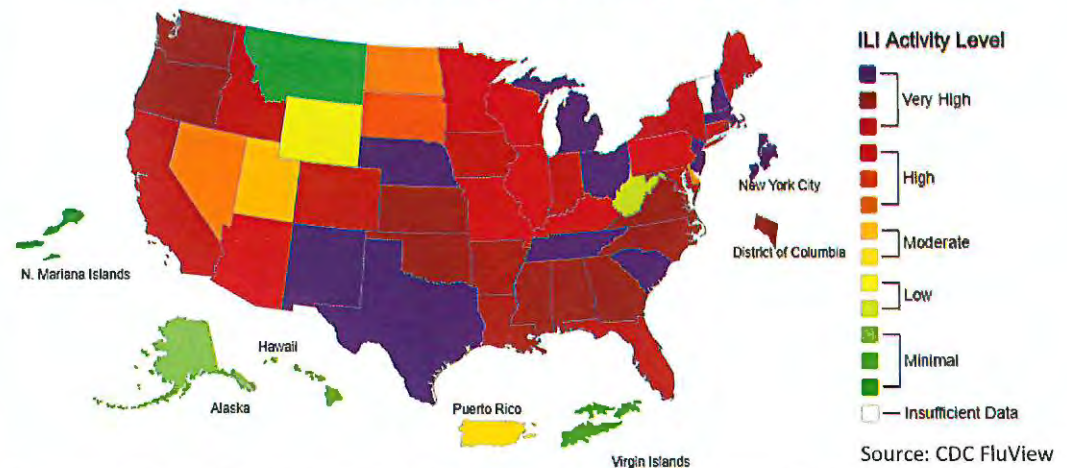 ILI Activity Level
Very High
High
Moderate
Low
Minimal
Insufficient Data
New York City
District of Columbia
N. Mariana Islands
Hawaii
Alaska
Puerto Rico
Virgin Islands
Source: CDC FluView